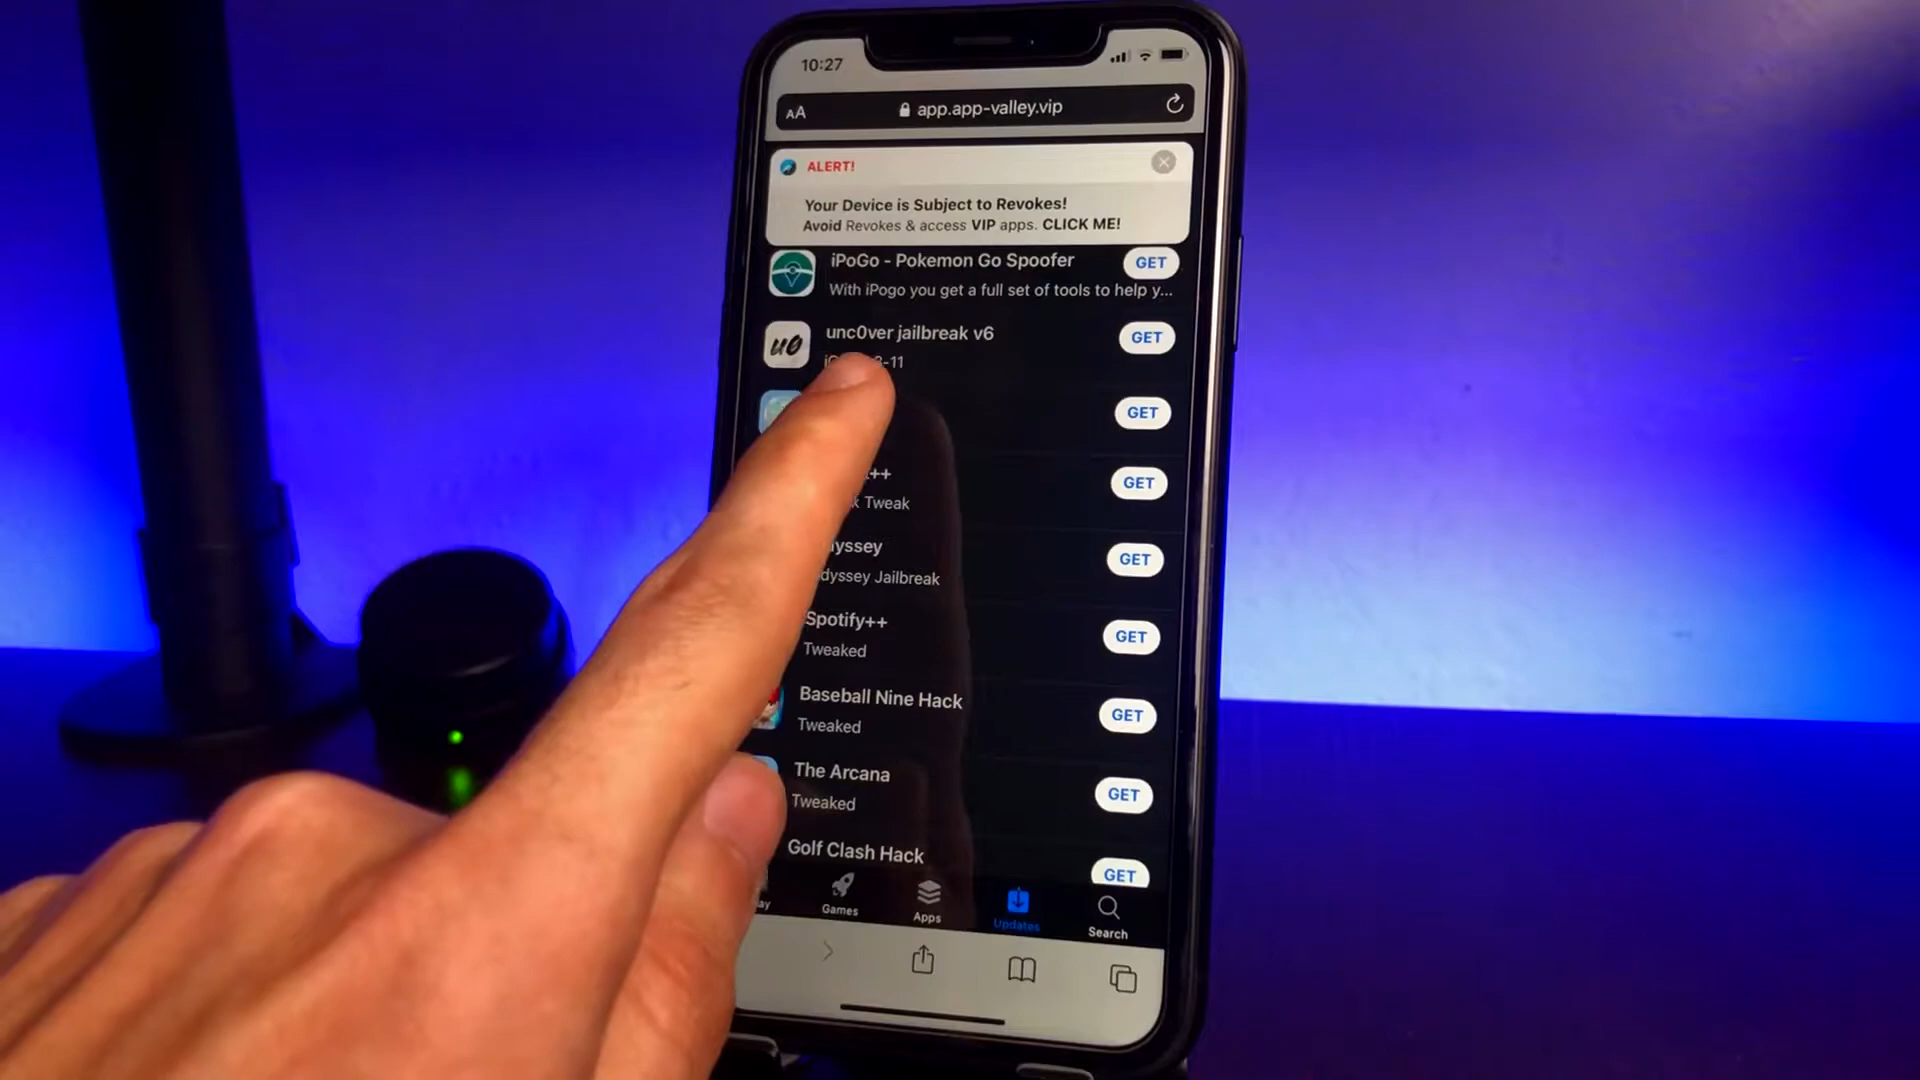 10:27
AA app.app-valley.vip
ALERT!
Your Device is Subject to Revokes!
Avoid Revokes & access VIP apps. CLICK ME!
iPoGo - Pokemon Go Spoofer GET
With iPogo you get a full set of tools to help y...
unc0ver jailbreak v6 GET
u0
-11
GET
++ GET
Tweak
yssey GET
dyssey Jailbreak
Spotify++ GET
Tweaked
Baseball Nine Hack GET
Tweaked
The Arcana GET
Tweaked
Golf Clash Hack GET
ay Games Apps Updates Search